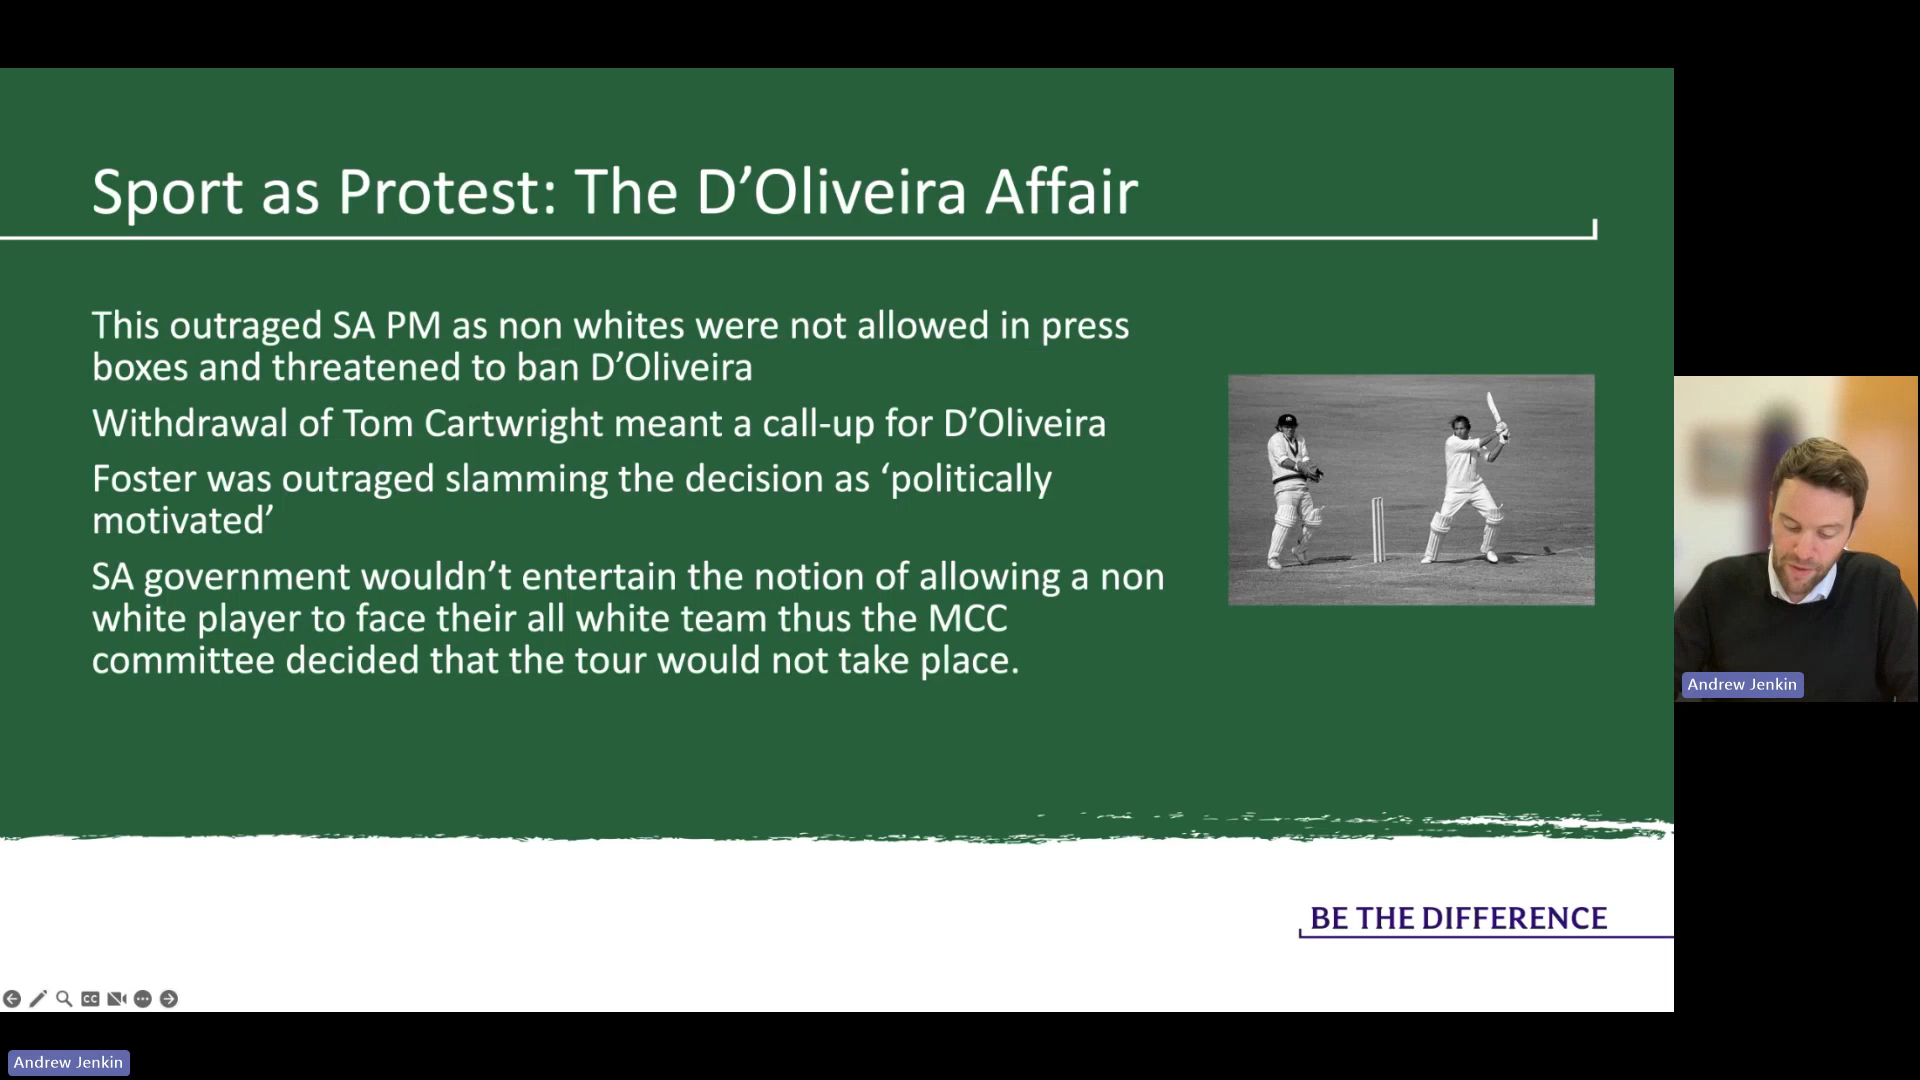 Sport as Protest: The D’Oliveira Affair
This outraged SA PM as non whites were not allowed in press
boxes and threatened to ban D’Oliveira
Withdrawal of Tom Cartwright meant a call-up for D’Oliveira
Foster was outraged slamming the decision as ‘politically
motivated’
SA government wouldn’t entertain the notion of allowing a non
white player to face their all white team thus the MCC
committee decided that the tour would not take place.
Andrew Jenkin
BE THE DIFFERENCE
CC
Andrew Jenkin